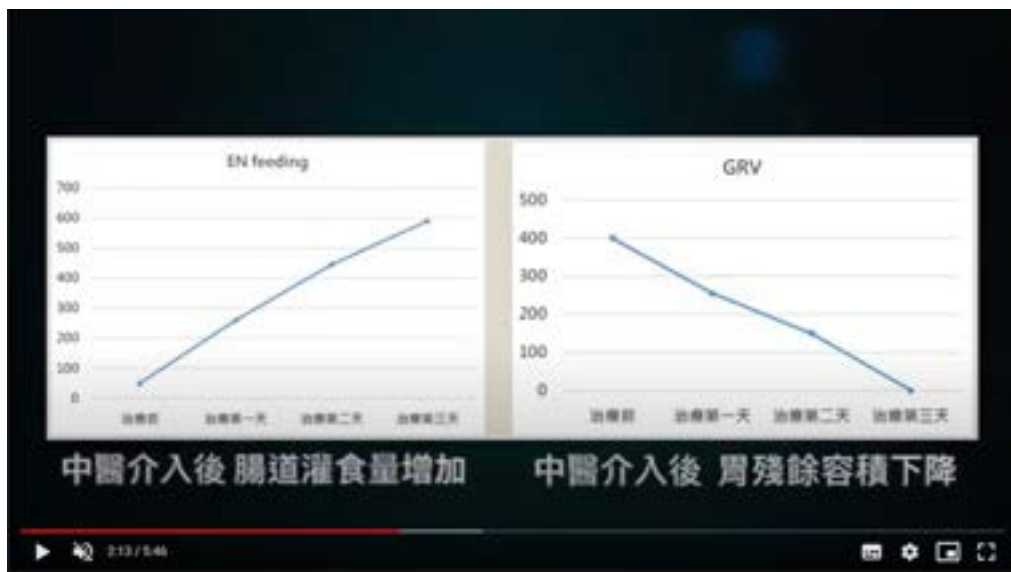 EN feeding
700
600
500
400
300
200
100
0
治療前
治療第一天
治療第二天
治療第三天
GRV
500
400
300
200
100
0
治療前
治療第一天
治療第二天
治療第三天
中醫介入後 腸道灌食量增加
中醫介入後 胃殘餘容積下降
2:13 / 5:46